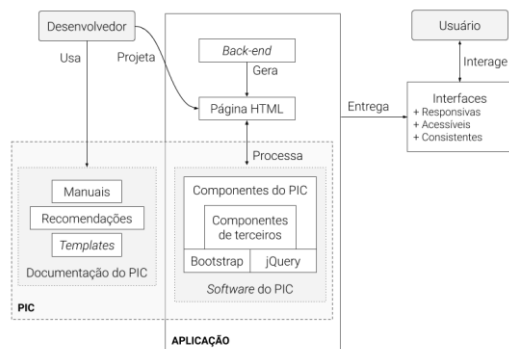 Desenvolvedor
Usuário
Usa
Projeta
Back-end
Gera
Interage
Página HTML
Entrega
Interfaces
+ Responsivas
+ Acessíveis
+ Consistentes
Processa
Manuais
Recomendações
Templates
Documentação do PIC
Componentes do PIC
Componentes
de terceiros
Bootstrap
jQuery
Software do PIC
PIC
APLICAÇÃO